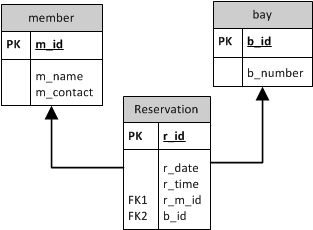 member
PK m_id
m_name
m_contact
bay
PK b_id
b_number
Reservation
PK r_id
r_date
r_time
FK1 r_m_id
FK2 b_id